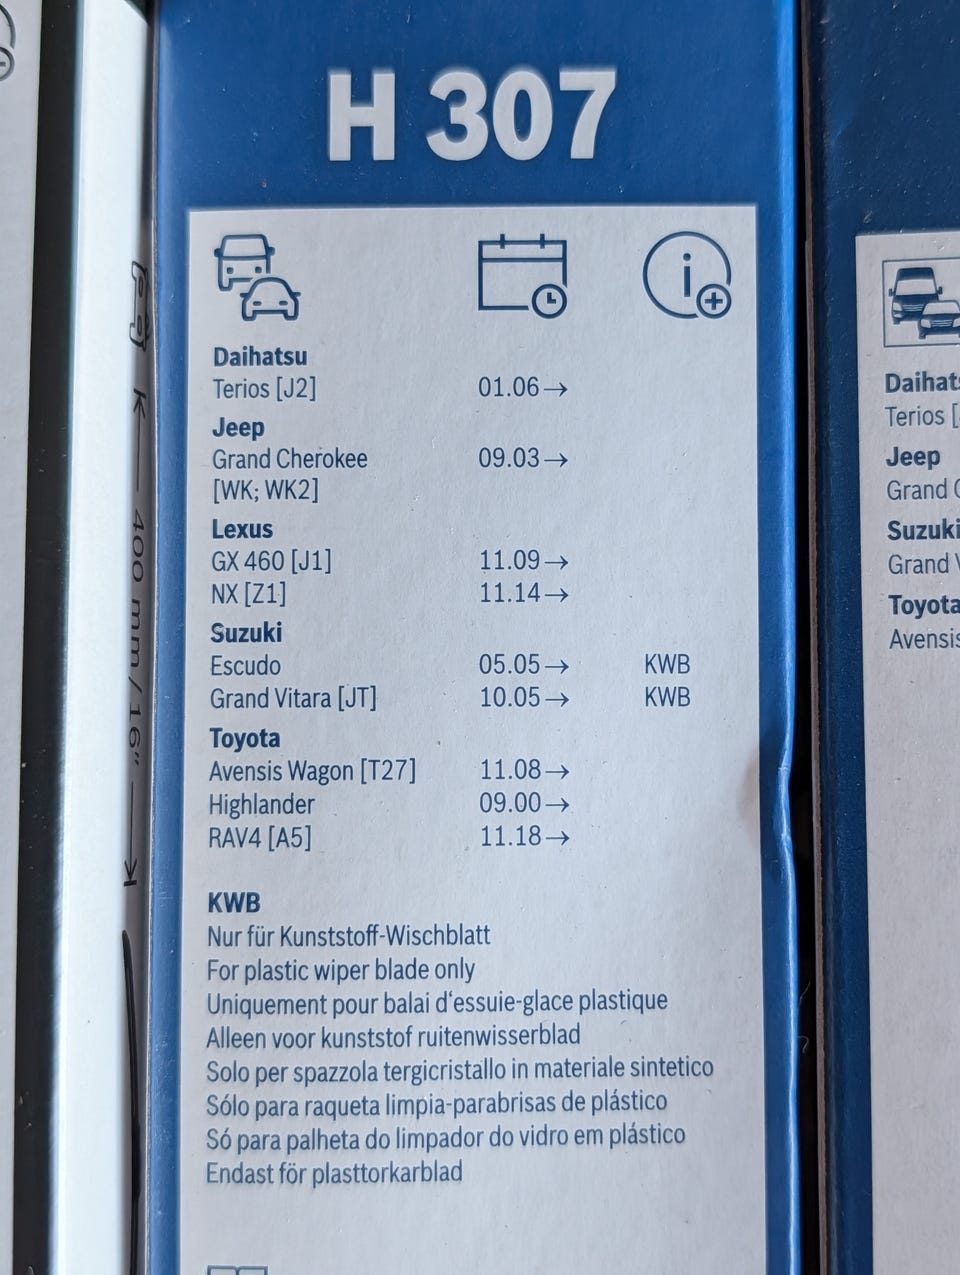 H 307
Daihatsu
Terios [J2] 01.06→
Jeep
Grand Cherokee 09.03→
[WK; WK2]
Lexus
GX 460 [J1] 11.09→
NX [Z1] 11.14→
Suzuki
Escudo 05.05→ KWB
Grand Vitara [JT] 10.05→ KWB
Toyota
Avensis Wagon [T27] 11.08→
Highlander 09.00→
RAV4 [A5] 11.18→
KWB
Nur für Kunststoff-Wischblatt
For plastic wiper blade only
Uniquement pour balai d'essuie-glace plastique
Alleen voor kunststof ruitenwisserblad
Solo per spazzola tergicristallo in materiale sintetico
Sólo para raqueta limpia-parabrisas de plástico
Só para palheta do limpador do vidro em plástico
Endast för plasttorkarblad
400 mm / 16"
Terios
Jeep
Grand
Suzuki
Grand
Toyota
Avensis